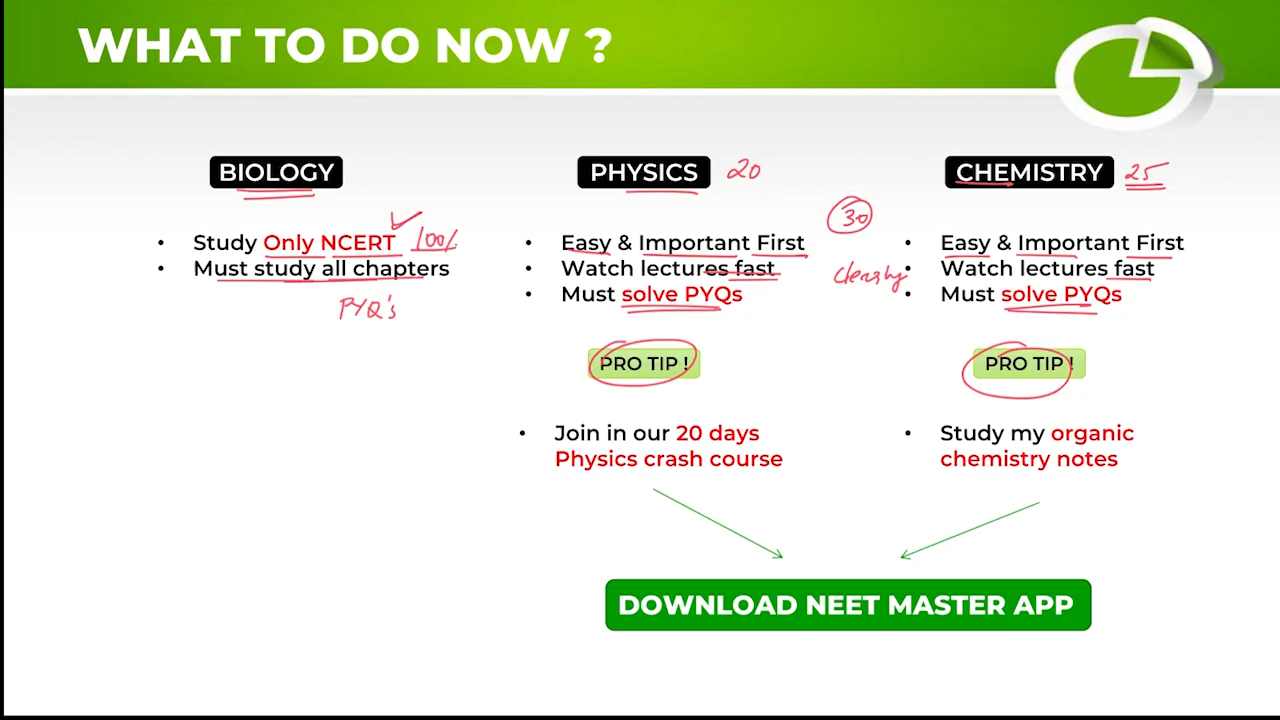 WHAT TO DO NOW ?
BIOLOGY
• Study Only NCERT 100%
• Must study all chapters
PYQ's
PHYSICS 20
30
• Easy & Important First
• Watch lectures fast
• Must solve PYQs
PRO TIP !
• Join in our 20 days
Physics crash course
CHEMISTRY 25
• Easy & Important First
• Watch lectures fast
• Must solve PYQs
PRO TIP !
• Study my organic
chemistry notes
DOWNLOAD NEET MASTER APP